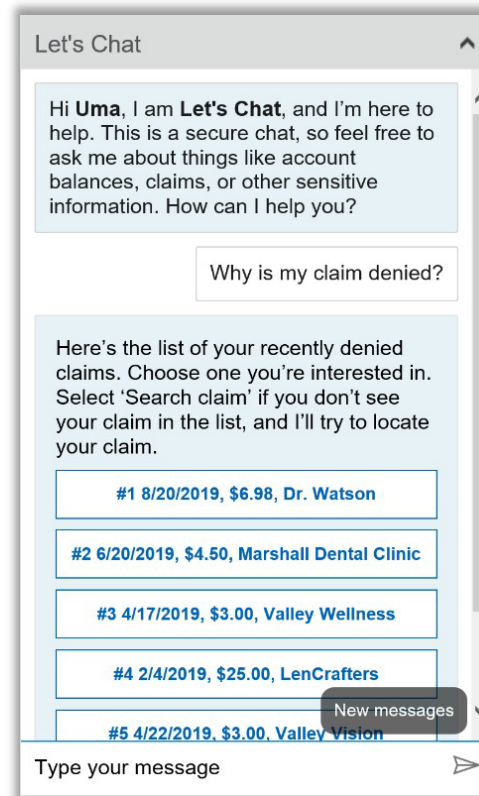 Let's Chat
Hi Uma, I am Let's Chat, and I'm here to
help. This is a secure chat, so feel free to
ask me about things like account
balances, claims, or other sensitive
information. How can I help you?
Why is my claim denied?
Here's the list of your recently denied
claims. Choose one you're interested in.
Select ‘Search claim’ if you don't see
your claim in the list, and I'll try to locate
your claim.
#1 8/20/2019, $6.98, Dr. Watson
#2 6/20/2019, $4.50, Marshall Dental Clinic
#3 4/17/2019, $3.00, Valley Wellness
#4 2/4/2019, $25.00, LenCrafters
New messages
#5 4/22/2019, $3.00, Valley Vision
Type your message